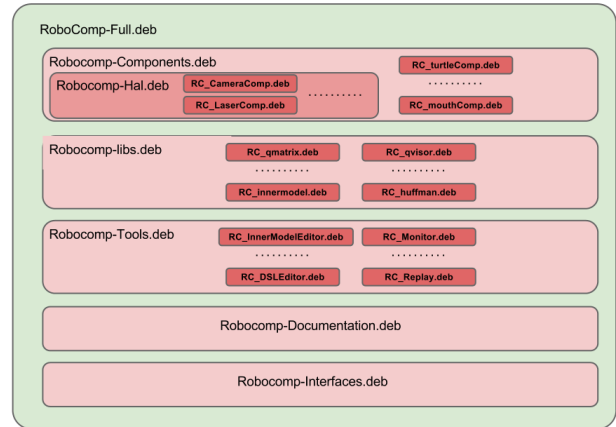 RoboComp-Full.deb
Robocomp-Components.deb
RC_turtleComp.deb
Robocomp-Hal.deb
RC_CameraComp.deb
..........
..........
RC_LaserComp.deb
RC_mouthComp.deb
Robocomp-libs.deb
RC_qmatrix.deb
RC_qvisor.deb
..........
..........
RC_innermodel.deb
RC_huffman.deb
Robocomp-Tools.deb
RC_InnerModelEditor.deb
RC_Monitor.deb
..........
..........
RC_DSLEditor.deb
RC_Replay.deb
Robocomp-Documentation.deb
Robocomp-Interfaces.deb